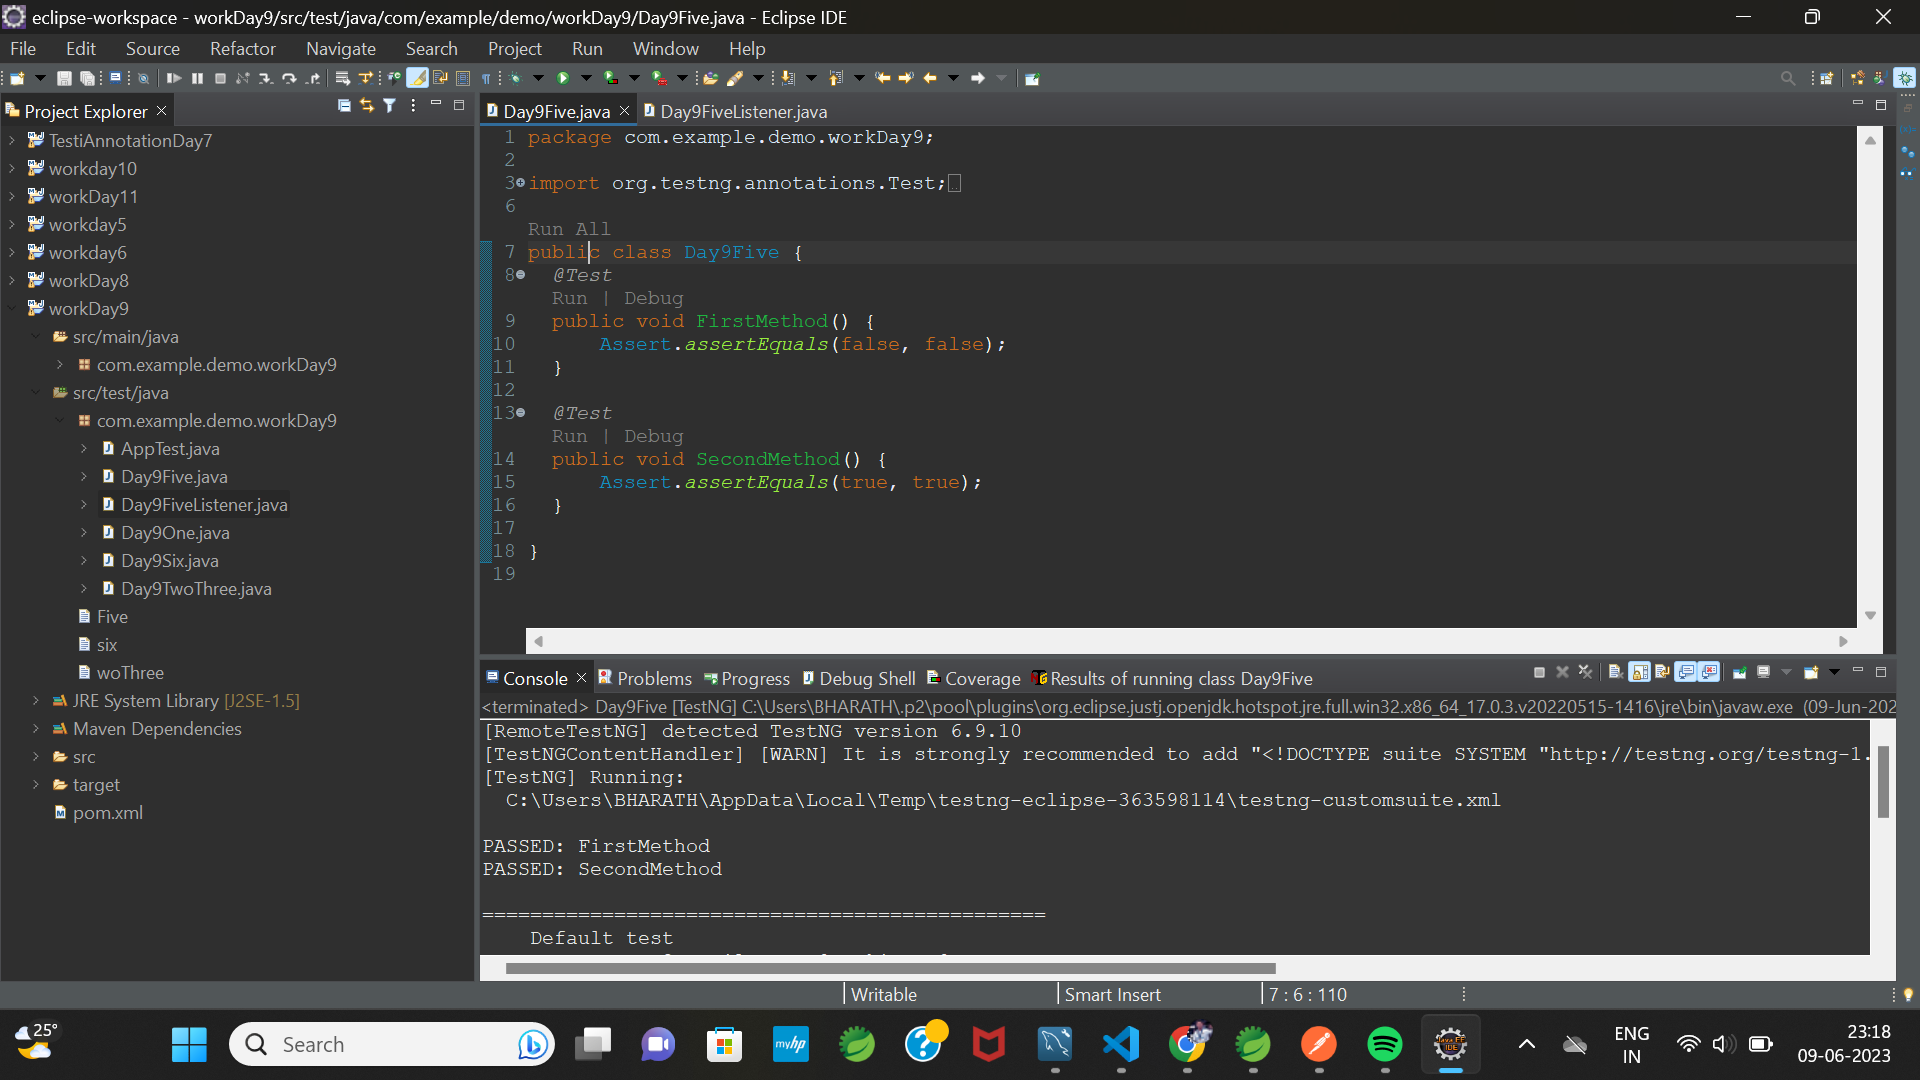 eclipse-workspace - workDay9/src/test/java/com/example/demo/workDay9/Day9Five.java - Eclipse IDE
File Edit Source Refactor Navigate Search Project Run Window Help
Project Explorer
TestiAnnotationDay7
workday10
workDay11
workday5
workday6
workDay8
workDay9
src/main/java
com.example.demo.workDay9
src/test/java
com.example.demo.workDay9
AppTest.java
Day9Five.java
Day9FiveListener.java
Day9One.java
Day9Six.java
Day9TwoThree.java
Five
six
woThree
JRE System Library [J2SE-1.5]
Maven Dependencies
src
target
pom.xml
Day9Five.java Day9FiveListener.java
1 package com.example.demo.workDay9;
2
3 import org.testng.annotations.Test;
6
Run All
7 public class Day9Five {
8 @Test
Run | Debug
9 public void FirstMethod() {
10 Assert.assertEquals(false, false);
11 }
12
13 @Test
Run | Debug
14 public void SecondMethod() {
15 Assert.assertEquals(true, true);
16 }
17
18 }
19
Console Problems Progress Debug Shell Coverage Results of running class Day9Five
<terminated> Day9Five [TestNG] C:\Users\BHARATH\.p2\pool\plugins\org.eclipse.justj.openjdk.hotspot.jre.full.win32.x86_64_17.0.3.v20220515-1416\jre\bin\javaw.exe (09-Jun-202
[RemoteTestNG] detected TestNG version 6.9.10
[TestNGContentHandler] [WARN] It is strongly recommended to add "<!DOCTYPE suite SYSTEM "http://testng.org/testng-1.
[TestNG] Running:
C:\Users\BHARATH\AppData\Local\Temp\testng-eclipse-363598114\testng-customsuite.xml
PASSED: FirstMethod
PASSED: SecondMethod
===============================================
Default test
Writable Smart Insert 7 : 6 : 110
25°
Search
myhp
Java EE
IDE
ENG
IN
23:18
09-06-2023